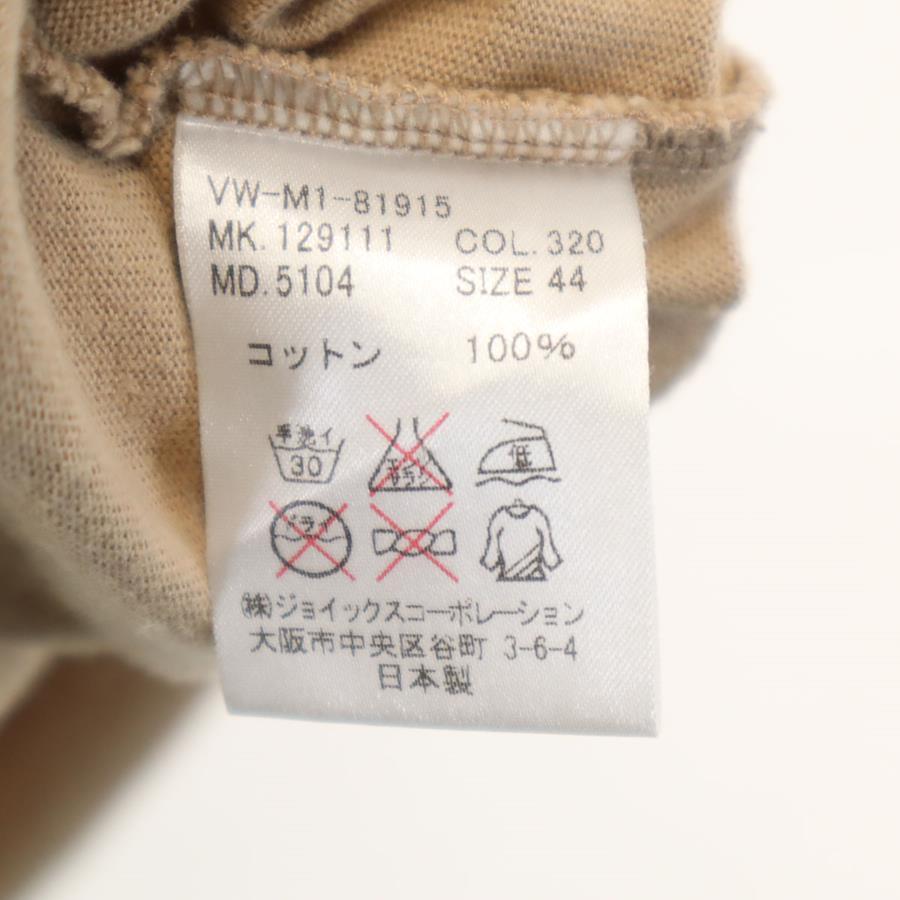 VW-M1-81915
MK. 129111 COL. 320
MD. 5104 SIZE 44
コットン 100%
手洗イ
30
低
ドライ
㈱ジョイックスコーポレーション
大阪市中央区谷町 3-6-4
日本製